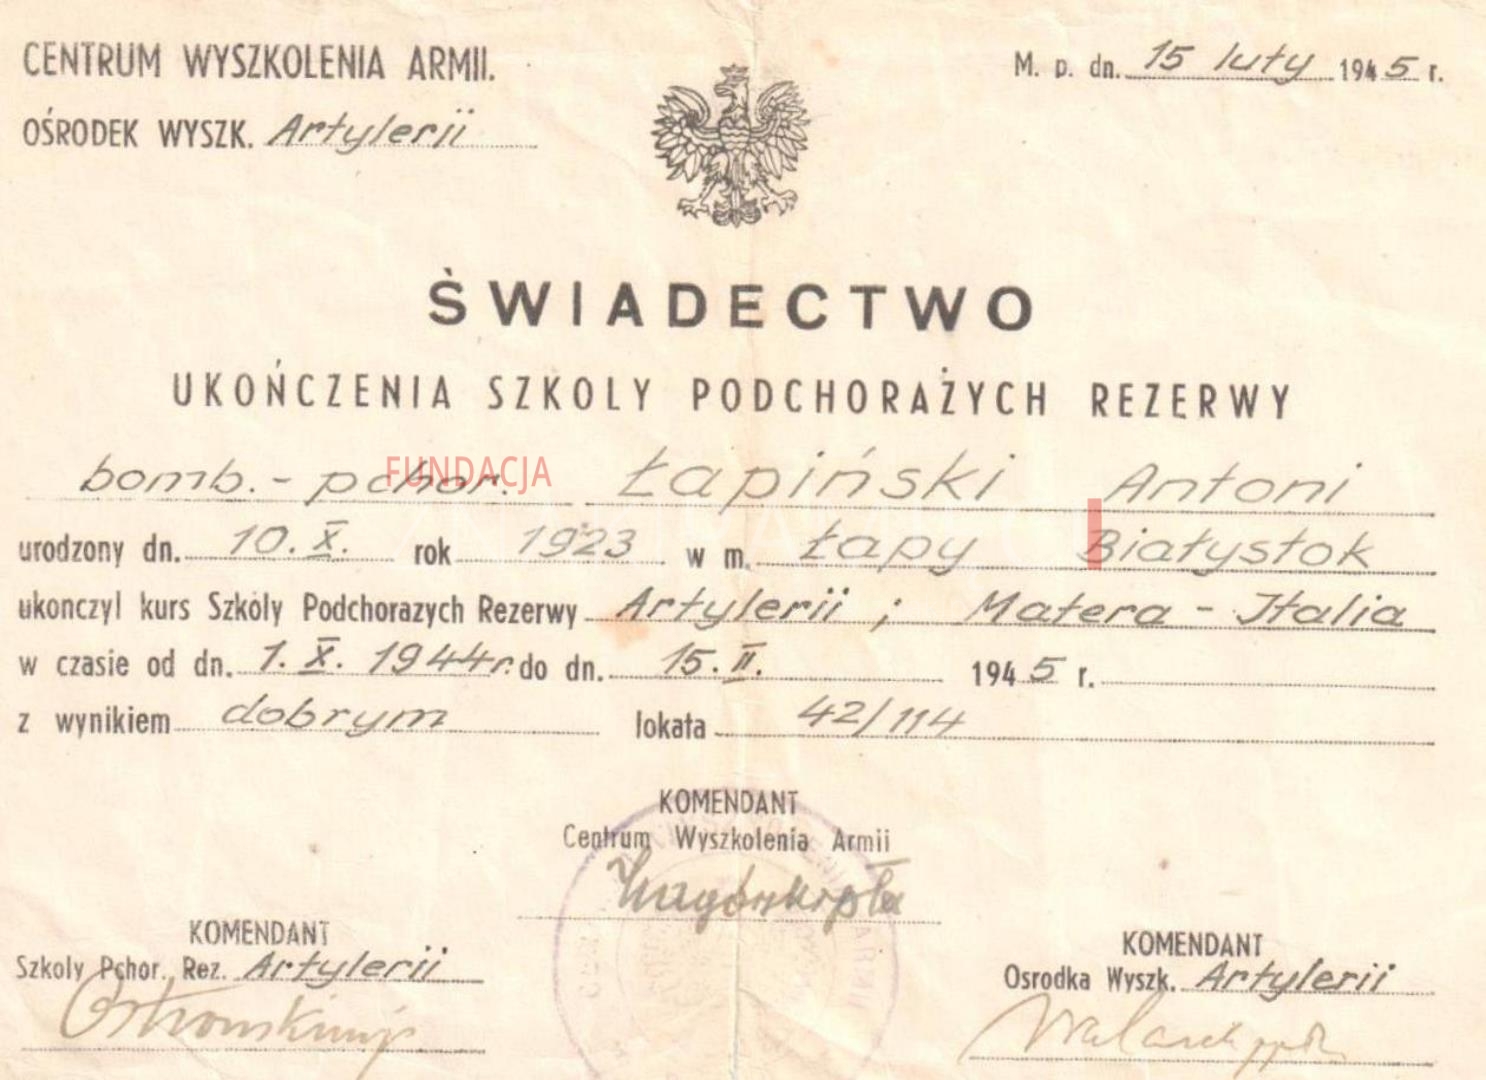 CENTRUM WYSZKOLENIA ARMII.
M. p. dn. 15 luty 1945 r.
OŚRODEK WYSZK. Artylerii
ŚWIADECTWO
UKOŃCZENIA SZKOLY PODCHORAŻYCH REZERWY
bomb.- pchor. Łapiński Antoni
FUNDACJA
urodzony dn. 10. X. rok 1923 w m. Łapy Białystok
ukonczyl kurs Szkoly Podchorazych Rezerwy Artylerii ; Matera - Italia
w czasie od dn. 1. X. 1944 r. do dn. 15. II. 1945 r.
z wynikiem dobrym lokata 42/114
KOMENDANT
Centrum Wyszkolenia Armii
KOMENDANT
Szkoly Pchor. Rez. Artylerii
KOMENDANT
Osrodka Wyszk. Artylerii